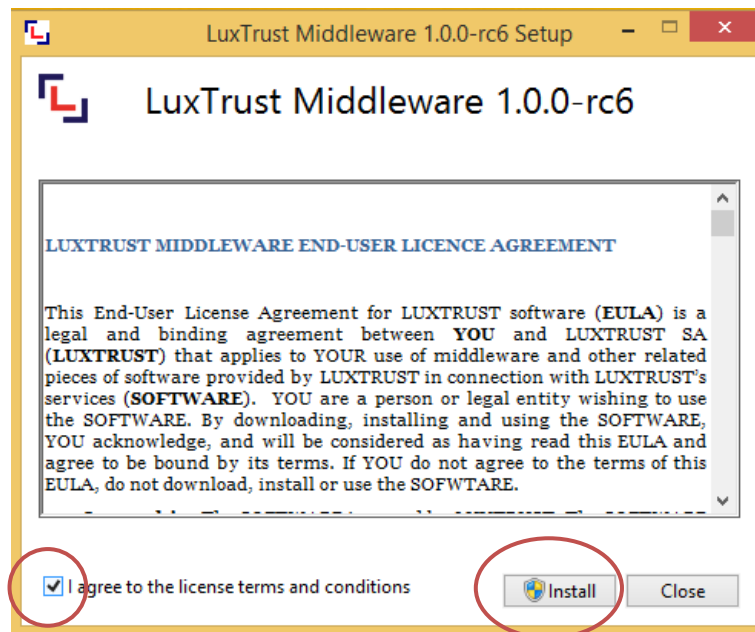 LuxTrust Middleware 1.0.0-rc6 Setup
LuxTrust Middleware 1.0.0-rc6
LUXTRUST MIDDLEWARE END-USER LICENCE AGREEMENT
This End-User License Agreement for LUXTRUST software (EULA) is a
legal and binding agreement between YOU and LUXTRUST SA
(LUXTRUST) that applies to YOUR use of middleware and other related
pieces of software provided by LUXTRUST in connection with LUXTRUST's
services (SOFTWARE). YOU are a person or legal entity wishing to use
the SOFTWARE. By downloading, installing and using the SOFTWARE,
YOU acknowledge, and will be considered as having read this EULA and
agree to be bound by its terms. If YOU do not agree to the terms of this
EULA, do not download, install or use the SOFWTARE.
I agree to the license terms and conditions
Install
Close